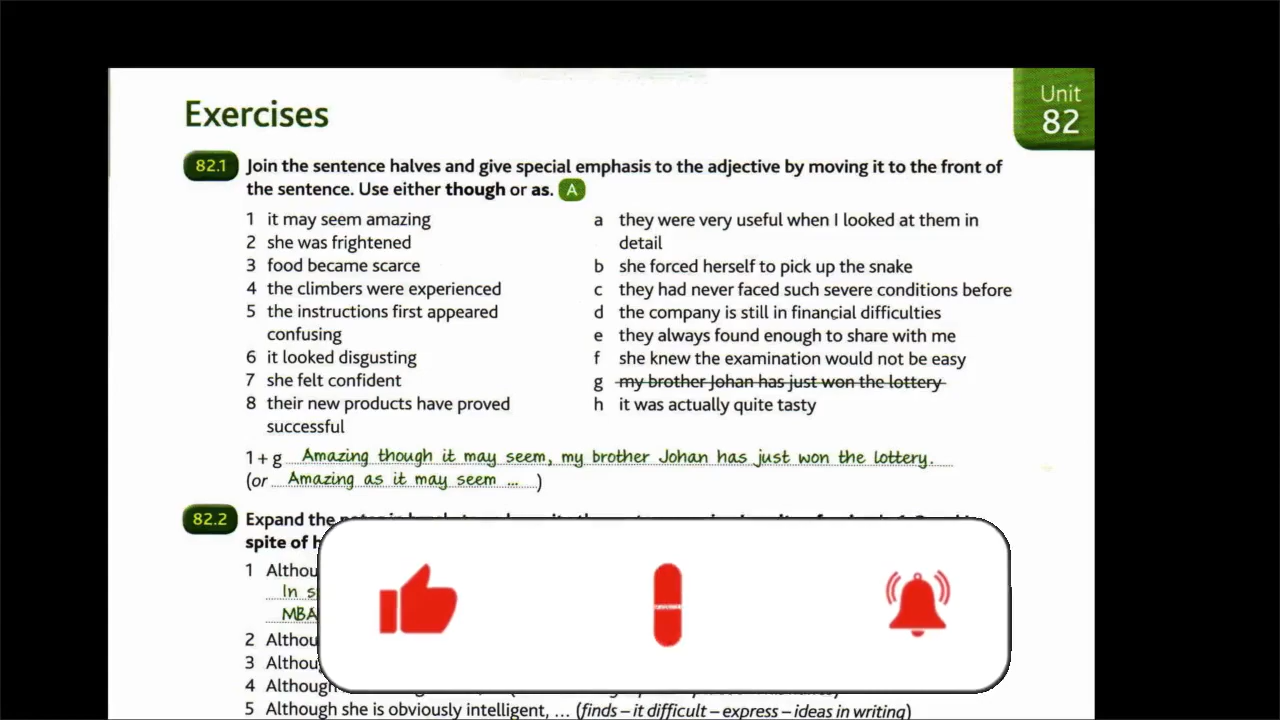 Exercises
Unit
82
82.1 Join the sentence halves and give special emphasis to the adjective by moving it to the front of
the sentence. Use either though or as. A
1 it may seem amazing
2 she was frightened
3 food became scarce
4 the climbers were experienced
5 the instructions first appeared
confusing
6 it looked disgusting
7 she felt confident
8 their new products have proved
successful
a they were very useful when I looked at them in
detail
b she forced herself to pick up the snake
c they had never faced such severe conditions before
d the company is still in financial difficulties
e they always found enough to share with me
f she knew the examination would not be easy
g my brother Johan has just won the lottery
h it was actually quite tasty
1 + g Amazing though it may seem, my brother Johan has just won the lottery.
(or Amazing as it may seem ... )
82.2 Expand the
spite of
1
In
MBA
2
3
4 Although
5 Although she is obviously intelligent, ... (finds – it difficult – express – ideas in writing)